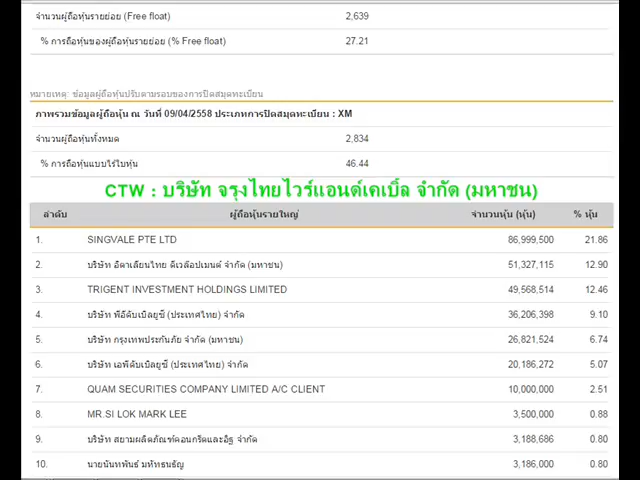 จำนวนผู้ถือหุ้นรายย่อย (Free float) 2,639
% การถือหุ้นของผู้ถือหุ้นรายย่อย (% Free float) 27.21
หมายเหตุ: ข้อมูลผู้ถือหุ้นปรับตามรอบของการปิดสมุดทะเบียน
ภาพรวมข้อมูลผู้ถือหุ้น ณ วันที่ 09/04/2558 ประเภทการปิดสมุดทะเบียน : XM
จำนวนผู้ถือหุ้นทั้งหมด 2,834
% การถือหุ้นแบบไร้ใบหุ้น 46.44
CTW : บริษัท จรุงไทยไวร์แอนด์เคเบิ้ล จำกัด (มหาชน)
ลำดับ ผู้ถือหุ้นรายใหญ่ จำนวนหุ้น (หุ้น) % หุ้น
1. SINGVALE PTE LTD 86,999,500 21.86
2. บริษัท อิตาเลียนไทย ดีเวล๊อปเมนต์ จำกัด (มหาชน) 51,327,115 12.90
3. TRIGENT INVESTMENT HOLDINGS LIMITED 49,568,514 12.46
4. บริษัท พีอีดับเบิลยูซี (ประเทศไทย) จำกัด 36,206,398 9.10
5. บริษัท กรุงเทพประกันภัย จำกัด (มหาชน) 26,821,524 6.74
6. บริษัท เอพีดับเบิลยูซี (ประเทศไทย) จำกัด 20,186,272 5.07
7. QUAM SECURITIES COMPANY LIMITED A/C CLIENT 10,000,000 2.51
8. MR.SI LOK MARK LEE 3,500,000 0.88
9. บริษัท สยามผลิตภัณฑ์คอนกรีตและอิฐ จำกัด 3,188,686 0.80
10. นายนันทพันธ์ มหัทธนธัญ 3,186,000 0.80